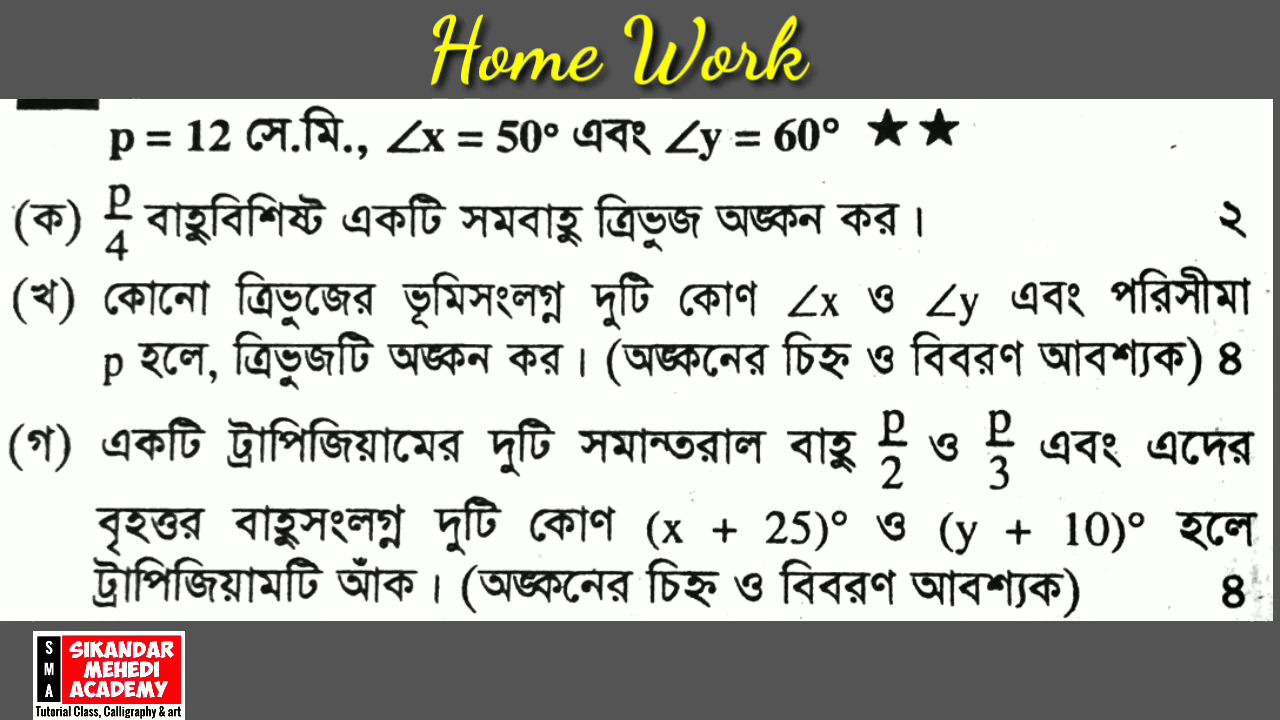 Home Work
p = 12 সে.মি., ∠x = 50° এবং ∠y = 60° ★★
(ক) p/4 বাহুবিশিষ্ট একটি সমবাহু ত্রিভুজ অঙ্কন কর। ২
(খ) কোনো ত্রিভুজের ভূমিসংলগ্ন দুটি কোণ ∠x ও ∠y এবং পরিসীমা
p হলে, ত্রিভুজটি অঙ্কন কর। (অঙ্কনের চিহ্ন ও বিবরণ আবশ্যক) ৪
(গ) একটি ট্রাপিজিয়ামের দুটি সমান্তরাল বাহু p/2 ও p/3 এবং এদের
বৃহত্তর বাহুসংলগ্ন দুটি কোণ (x + 25)° ও (y + 10)° হলে
ট্রাপিজিয়ামটি আঁক। (অঙ্কনের চিহ্ন ও বিবরণ আবশ্যক) ৪
SMA
SIKANDAR
MEHEDI
ACADEMY
Tutorial Class, Calligraphy & art